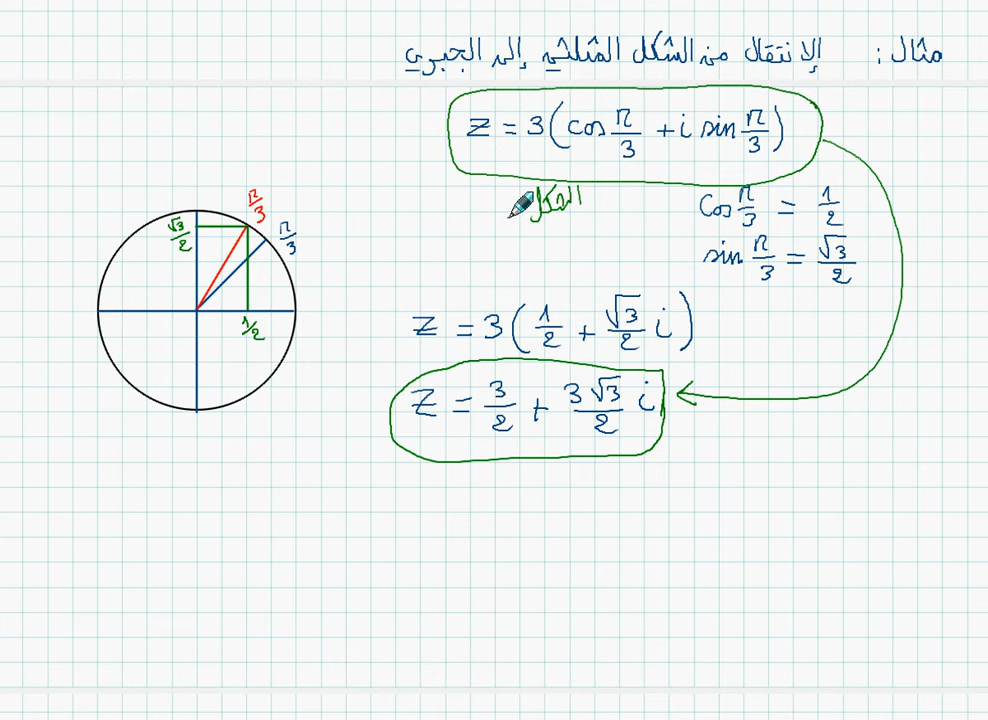 مثال : الانتقال من الشكل المثلثي إلى الجبري
z = 3(cos π/3 + i sin π/3)
الشكل
cos π/3 = 1/2
sin π/3 = √3/2
π/3
√3/2
π/3
1/2
z = 3(1/2 + √3/2 i)
z = 3/2 + 3√3/2 i